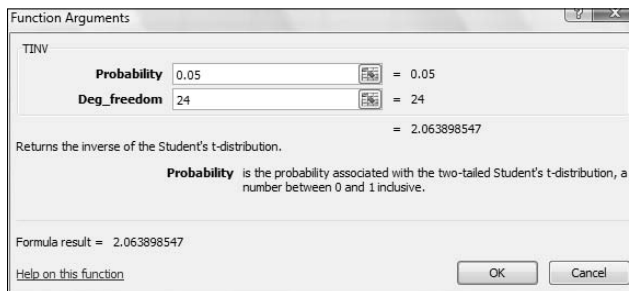 Function Arguments
TINV
Probability 0.05 = 0.05
Deg_freedom 24 = 24
= 2.063898547
Returns the inverse of the Student's t-distribution.
Probability is the probability associated with the two-tailed Student's t-distribution, a
number between 0 and 1 inclusive.
Formula result = 2.063898547
Help on this function OK Cancel